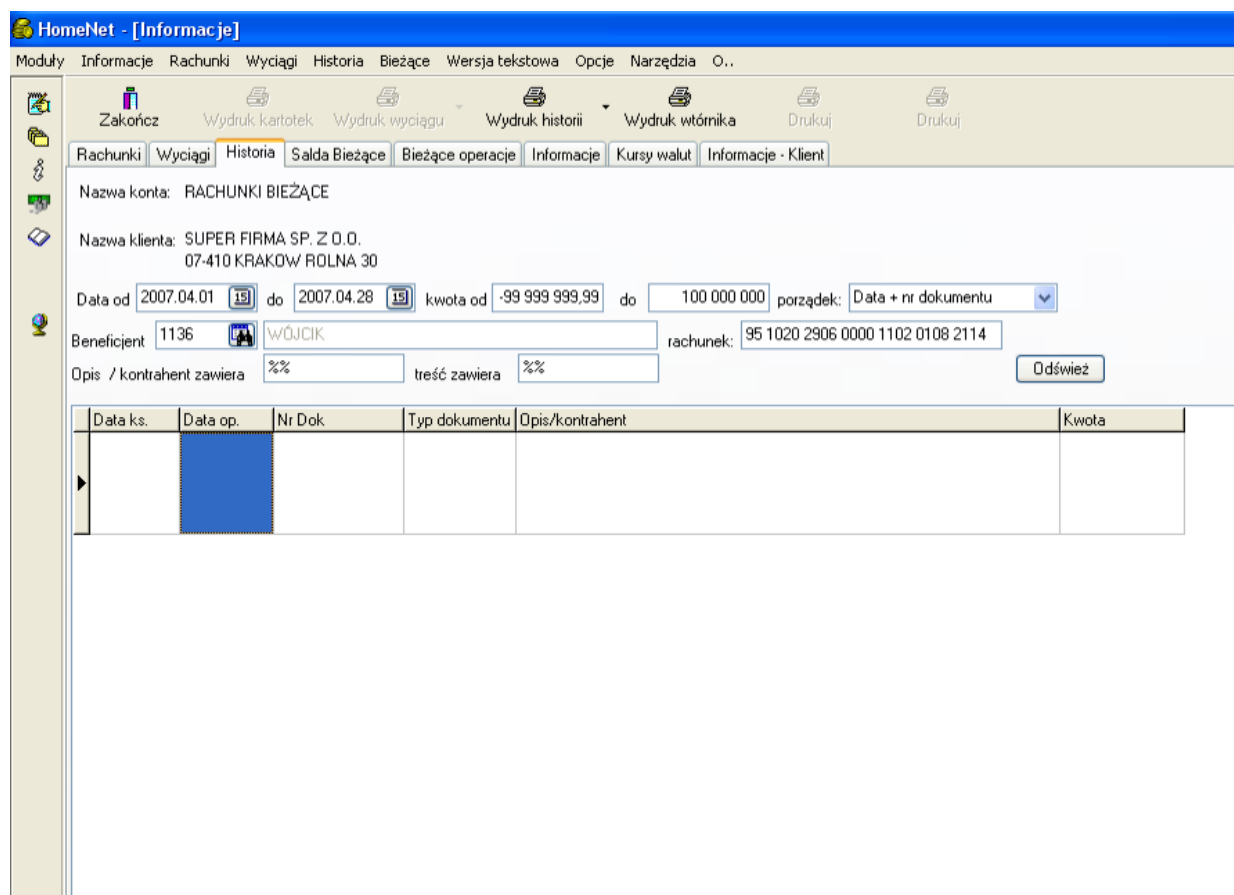 HomeNet - [Informacje]
Moduły Informacje Rachunki Wyciągi Historia Bieżące Wersja tekstowa Opcje Narzędzia O..
Zakończ Wydruk kartotek Wydruk wyciągu Wydruk historii Wydruk wtórnika Drukuj Drukuj
Rachunki Wyciągi Historia Salda Bieżące Bieżące operacje Informacje Kursy walut Informacje - Klient
Nazwa konta: RACHUNKI BIEŻĄCE
Nazwa klienta: SUPER FIRMA SP. Z O.O.
07-410 KRAKOW ROLNA 30
Data od 2007.04.01 15 do 2007.04.28 15 kwota od -99 999 999,99 do 100 000 000 porządek: Data + nr dokumentu
Beneficjent 1136 WÓJCIK rachunek: 95 1020 2906 0000 1102 0108 2114
Opis / kontrahent zawiera %% treść zawiera %% Odśwież
Data ks. Data op. Nr Dok Typ dokumentu Opis/kontrahent Kwota